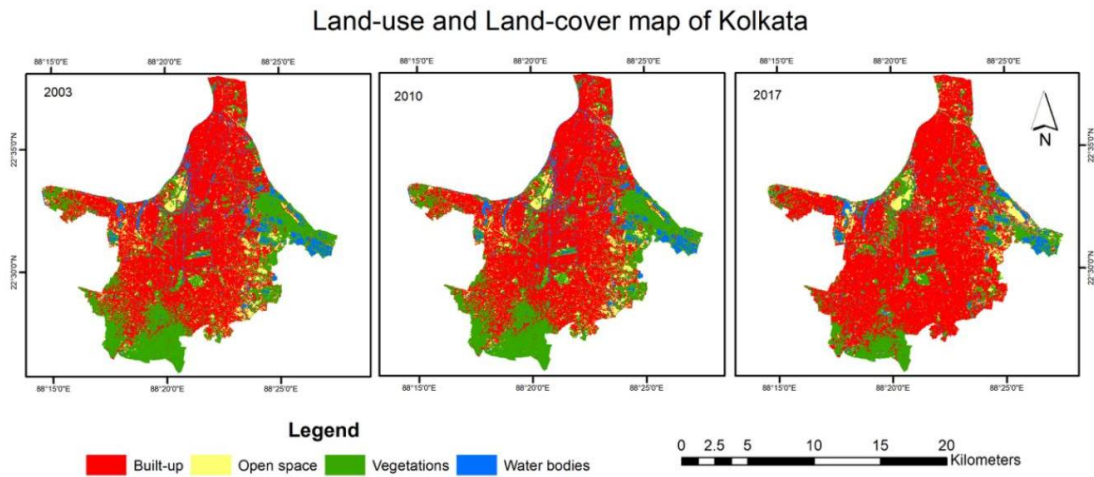 Land-use and Land-cover map of Kolkata
88°15'0"E 88°20'0"E 88°25'0"E 88°15'0"E 88°20'0"E 88°25'0"E 88°15'0"E 88°20'0"E 88°25'0"E
2003 2010 2017
N
22°35'0"N 22°35'0"N
22°30'0"N 22°30'0"N
88°15'0"E 88°20'0"E 88°25'0"E 88°15'0"E 88°20'0"E 88°25'0"E 88°15'0"E 88°20'0"E 88°25'0"E
Legend
Built-up Open space Vegetations Water bodies
0 2.5 5 10 15 20
Kilometers